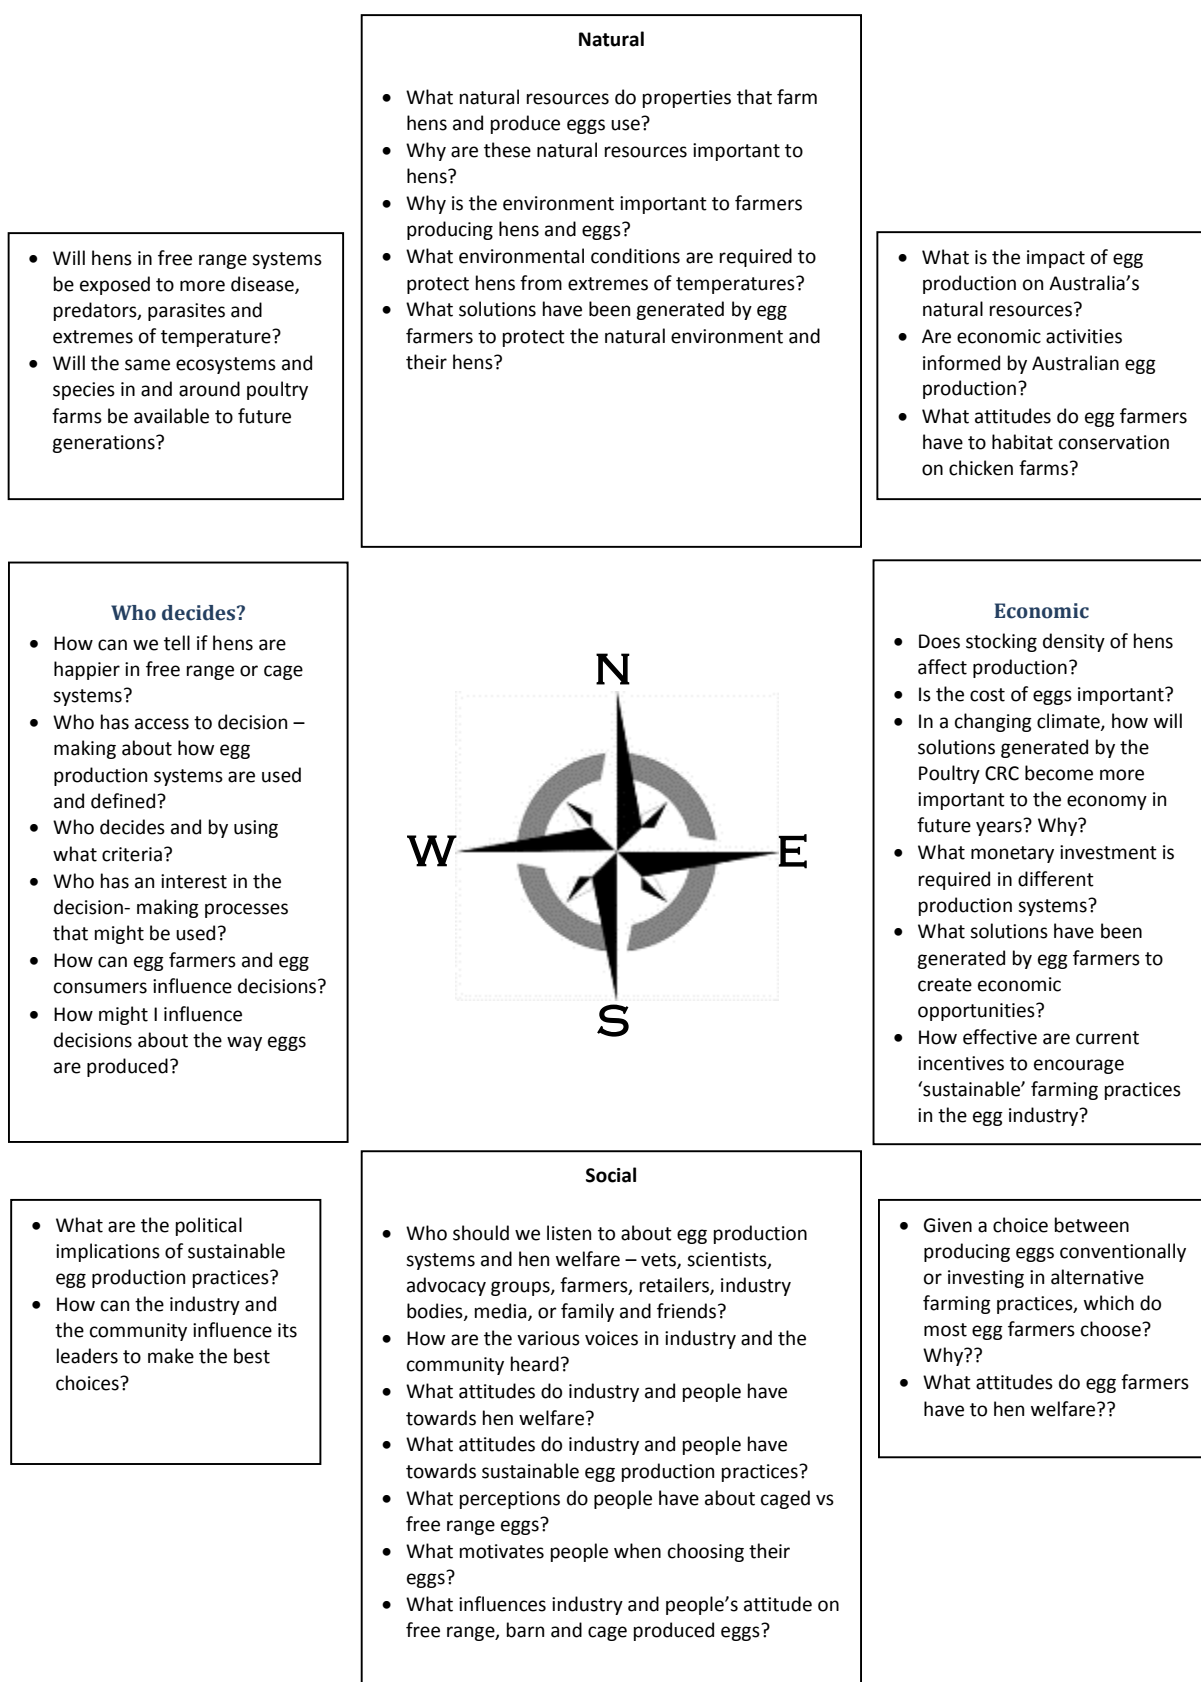 Natural
• What natural resources do properties that farm
hens and produce eggs use?
• Why are these natural resources important to
hens?
• Why is the environment important to farmers
producing hens and eggs?
• What environmental conditions are required to
protect hens from extremes of temperatures?
• What solutions have been generated by egg
farmers to protect the natural environment and
their hens?
• Will hens in free range systems
be exposed to more disease,
predators, parasites and
extremes of temperature?
• Will the same ecosystems and
species in and around poultry
farms be available to future
generations?
• What is the impact of egg
production on Australia's
natural resources?
• Are economic activities
informed by Australian egg
production?
• What attitudes do egg farmers
have to habitat conservation
on chicken farms?
Who decides?
• How can we tell if hens are
happier in free range or cage
systems?
• Who has access to decision –
making about how egg
production systems are used
and defined?
• Who decides and by using
what criteria?
• Who has an interest in the
decision- making processes
that might be used?
• How can egg farmers and egg
consumers influence decisions?
• How might I influence
decisions about the way eggs
are produced?
N
W
E
S
Economic
• Does stocking density of hens
affect production?
• Is the cost of eggs important?
• In a changing climate, how will
solutions generated by the
Poultry CRC become more
important to the economy in
future years? Why?
• What monetary investment is
required in different
production systems?
• What solutions have been
generated by egg farmers to
create economic
opportunities?
• How effective are current
incentives to encourage
'sustainable' farming practices
in the egg industry?
• What are the political
implications of sustainable
egg production practices?
• How can the industry and
the community influence its
leaders to make the best
choices?
Social
• Who should we listen to about egg production
systems and hen welfare – vets, scientists,
advocacy groups, farmers, retailers, industry
bodies, media, or family and friends?
• How are the various voices in industry and the
community heard?
• What attitudes do industry and people have
towards hen welfare?
• What attitudes do industry and people have
towards sustainable egg production practices?
• What perceptions do people have about caged vs
free range eggs?
• What motivates people when choosing their
eggs?
• What influences industry and people's attitude on
free range, barn and cage produced eggs?
• Given a choice between
producing eggs conventionally
or investing in alternative
farming practices, which do
most egg farmers choose?
Why??
• What attitudes do egg farmers
have to hen welfare??